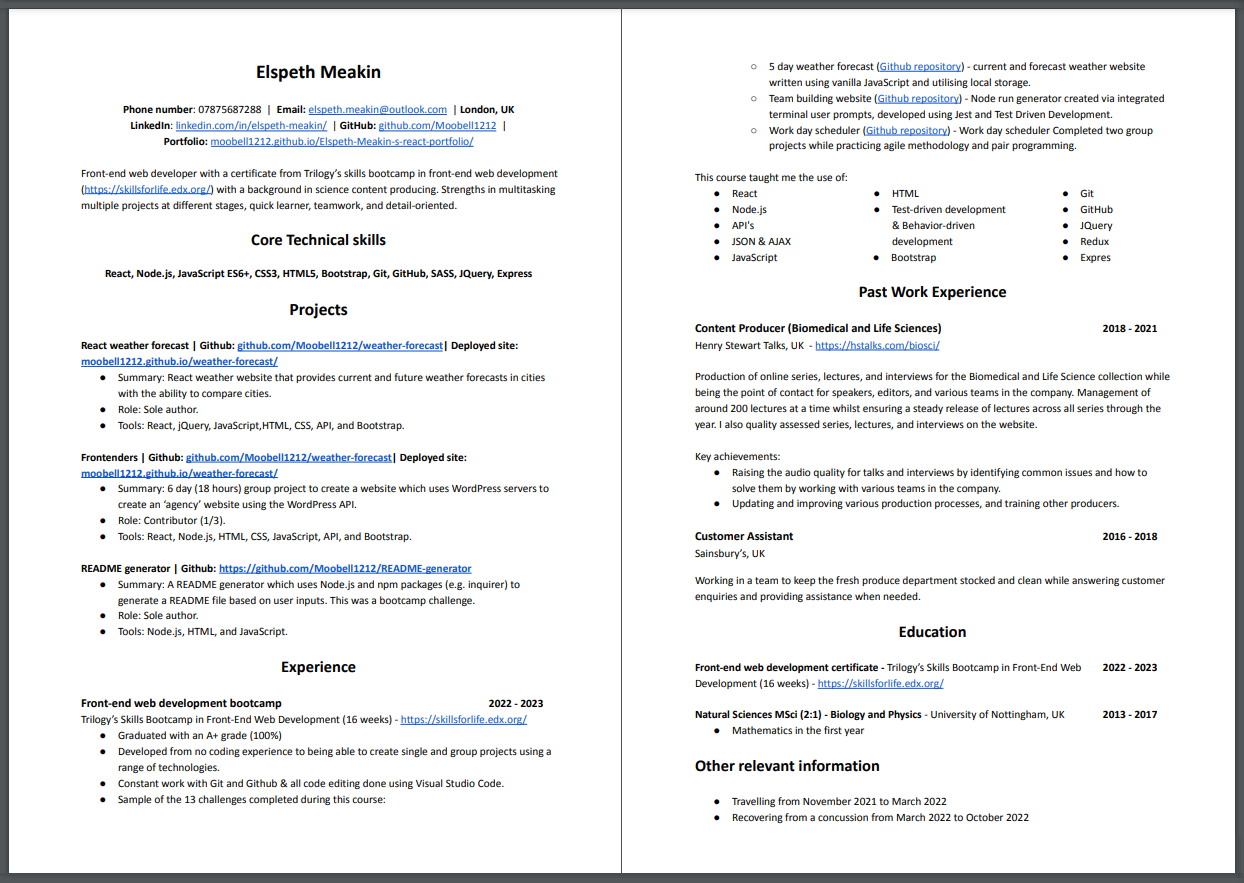 Elspeth Meakin
Phone number: 07875687288 | Email: elspeth.meakin@outlook.com | London, UK
LinkedIn: linkedin.com/in/elspeth-meakin/ | GitHub: github.com/Moobell1212 |
Portfolio: moobell1212.github.io/Elspeth-Meakin-s-react-portfolio/
Front-end web developer with a certificate from Trilogy's skills bootcamp in front-end web development
(https://skillsforlife.edx.org/) with a background in science content producing. Strengths in multitasking
multiple projects at different stages, quick learner, teamwork, and detail-oriented.
Core Technical skills
React, Node.js, JavaScript ES6+, CSS3, HTML5, Bootstrap, Git, GitHub, SASS, JQuery, Express
Projects
React weather forecast | Github: github.com/Moobell1212/weather-forecast| Deployed site:
moobell1212.github.io/weather-forecast/
● Summary: React weather website that provides current and future weather forecasts in cities
with the ability to compare cities.
● Role: Sole author.
● Tools: React, jQuery, JavaScript,HTML, CSS, API, and Bootstrap.
Frontenders | Github: github.com/Moobell1212/weather-forecast| Deployed site:
moobell1212.github.io/weather-forecast/
● Summary: 6 day (18 hours) group project to create a website which uses WordPress servers to
create an ‘agency’ website using the WordPress API.
● Role: Contributor (1/3).
● Tools: React, Node.js, HTML, CSS, JavaScript, API, and Bootstrap.
README generator | Github: https://github.com/Moobell1212/README-generator
● Summary: A README generator which uses Node.js and npm packages (e.g. inquirer) to
generate a README file based on user inputs. This was a bootcamp challenge.
● Role: Sole author.
● Tools: Node.js, HTML, and JavaScript.
Experience
Front-end web development bootcamp 2022 - 2023
Trilogy's Skills Bootcamp in Front-End Web Development (16 weeks) - https://skillsforlife.edx.org/
● Graduated with an A+ grade (100%)
● Developed from no coding experience to being able to create single and group projects using a
range of technologies.
● Constant work with Git and Github & all code editing done using Visual Studio Code.
● Sample of the 13 challenges completed during this course:
○ 5 day weather forecast (Github repository) - current and forecast weather website
written using vanilla JavaScript and utilising local storage.
○ Team building website (Github repository) - Node run generator created via integrated
terminal user prompts, developed using Jest and Test Driven Development.
○ Work day scheduler (Github repository) - Work day scheduler Completed two group
projects while practicing agile methodology and pair programming.
This course taught me the use of:
● React
● Node.js
● API's
● JSON & AJAX
● JavaScript
● HTML
● Test-driven development
& Behavior-driven
development
● Bootstrap
● Git
● GitHub
● JQuery
● Redux
● Expres
Past Work Experience
Content Producer (Biomedical and Life Sciences) 2018 - 2021
Henry Stewart Talks, UK - https://hstalks.com/biosci/
Production of online series, lectures, and interviews for the Biomedical and Life Science collection while
being the point of contact for speakers, editors, and various teams in the company. Management of
around 200 lectures at a time whilst ensuring a steady release of lectures across all series through the
year. I also quality assessed series, lectures, and interviews on the website.
Key achievements:
● Raising the audio quality for talks and interviews by identifying common issues and how to
solve them by working with various teams in the company.
● Updating and improving various production processes, and training other producers.
Customer Assistant 2016 - 2018
Sainsbury's, UK
Working in a team to keep the fresh produce department stocked and clean while answering customer
enquiries and providing assistance when needed.
Education
Front-end web development certificate - Trilogy's Skills Bootcamp in Front-End Web 2022 - 2023
Development (16 weeks) - https://skillsforlife.edx.org/
Natural Sciences MSci (2:1) - Biology and Physics - University of Nottingham, UK 2013 - 2017
● Mathematics in the first year
Other relevant information
● Travelling from November 2021 to March 2022
● Recovering from a concussion from March 2022 to October 2022